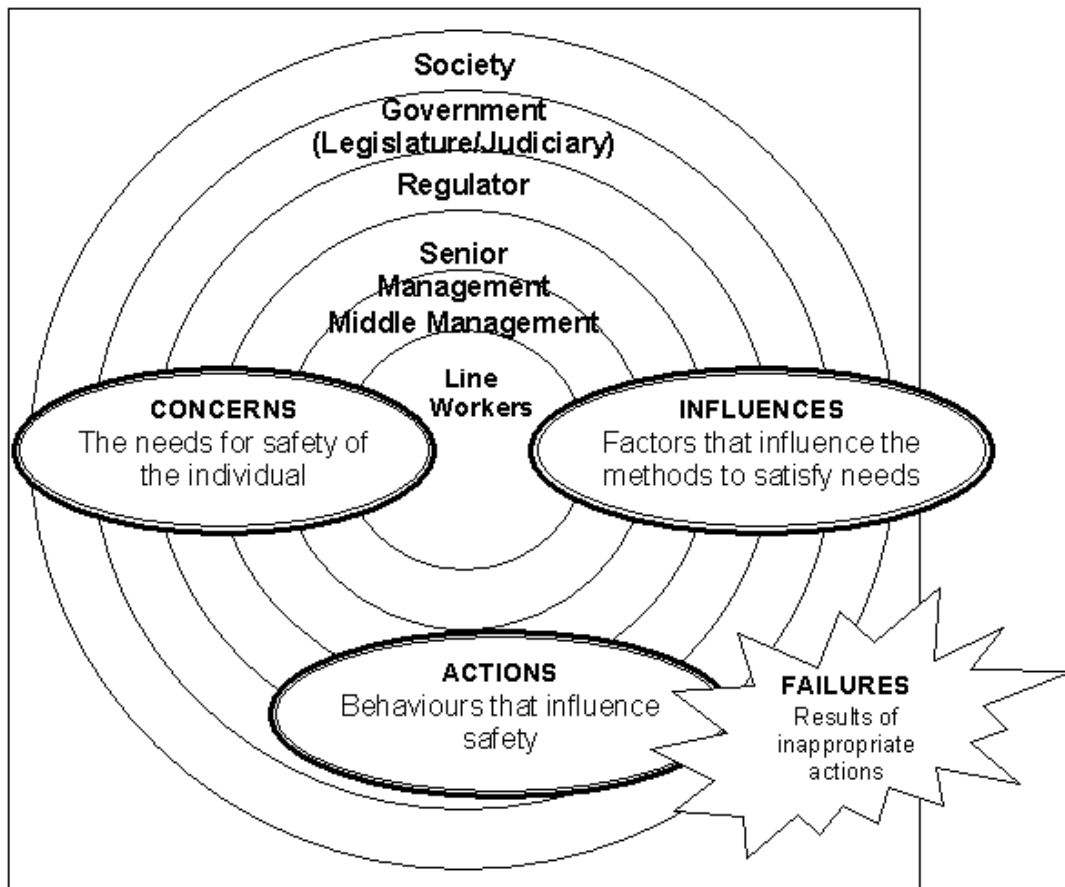 Society
Government
(Legislature/Judiciary)
Regulator
Senior
Management
Middle Management
Line
Workers
CONCERNS
The needs for safety of
the individual
INFLUENCES
Factors that influence the
methods to satisfy needs
ACTIONS
Behaviours that influence
safety
FAILURES
Results of
inappropriate
actions